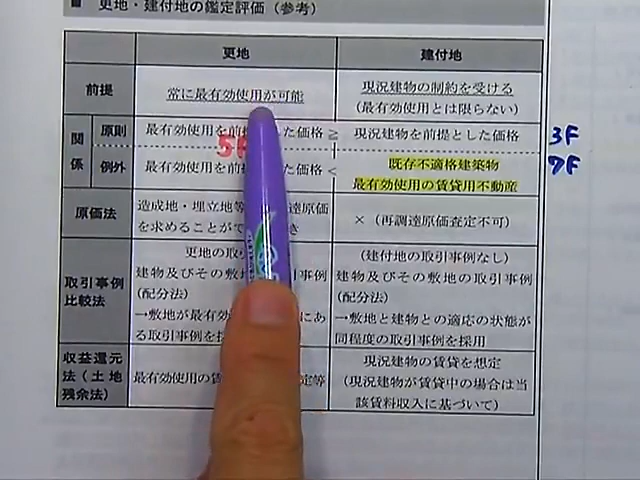 ■ 更地・建付地の鑑定評価（参考）
更地 建付地
前提 常に最有効使用が可能 現況建物の制約を受ける
（最有効使用とは限らない）
関係 原則 最有効使用を前提 した価格 ≧ 現況建物を前提とした価格 3F
5F
例外 最有効使用を前 た価格 < 既存不適格建築物 7F
最有効使用の賃貸用不動産
原価法 造成地・埋立地等 達原価 ×（再調達原価査定不可）
を求めることがで き
取引事例比較法 更地の取 （建付地の取引事例なし）
建物及びその敷地 引事例 建物及びその敷地の取引事例
（配分法） （配分法）
→敷地が最有 にあ →敷地と建物との適応の状態が
る取引事例を 同程度の取引事例を採用
収益還元法（土地残余法） 最有効使用の賃 定等 現況建物の賃貸を想定
（現況建物が賃貸中の場合は当
該賃料収入に基づいて）